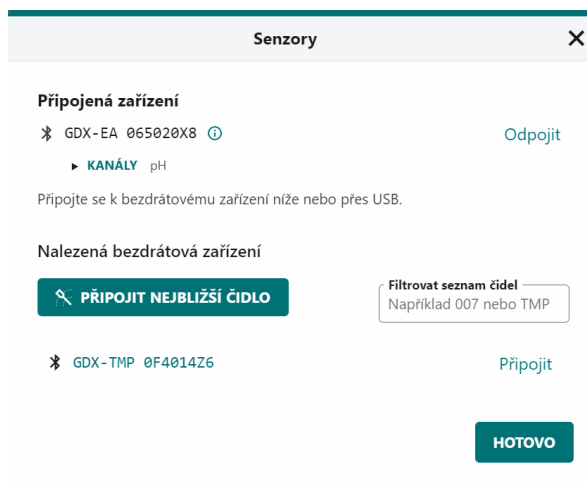 Senzory
Připojená zařízení
GDX-EA 065020X8
Odpojit
KANÁLY pH
Připojte se k bezdrátovému zařízení níže nebo přes USB.
Nalezená bezdrátová zařízení
PŘIPOJIT NEJBLIŽŠÍ ČIDLO
Filtrovat seznam čidel
Například 007 nebo TMP
GDX-TMP 0F4014Z6
Připojit
HOTOVO